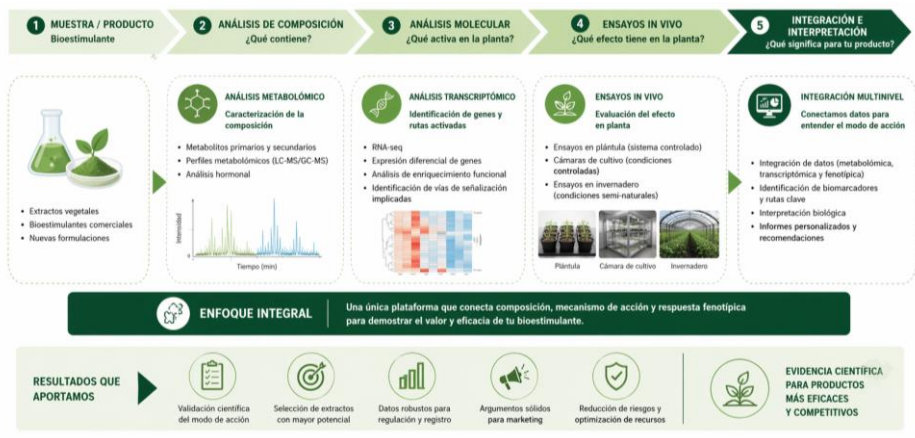 1 MUESTRA / PRODUCTO
Bioestimulante
2 ANÁLISIS DE COMPOSICIÓN
¿Qué contiene?
3 ANÁLISIS MOLECULAR
¿Qué activa en la planta?
4 ENSAYOS IN VIVO
¿Qué efecto tiene en la planta?
5 INTEGRACIÓN E
INTERPRETACIÓN
¿Qué significa para tu producto?
• Extractos vegetales
• Bioestimulantes comerciales
• Nuevas formulaciones
ANÁLISIS METABOLÓMICO
Caracterización de la
composición
• Metabolitos primarios y secundarios
• Perfiles metabolómicos (LC-MS/GC-MS)
• Análisis hormonal
Intensidad
Tiempo (min)
ANÁLISIS TRANSCRIPTÓMICO
Identificación de genes y
rutas activadas
• RNA-seq
• Expresión diferencial de genes
• Análisis de enriquecimiento funcional
• Identificación de vías de señalización
implicadas
ENSAYOS IN VIVO
Evaluación del efecto
en planta
• Ensayos en plántula (sistema controlado)
• Cámaras de cultivo (condiciones
controladas)
• Ensayos en invernadero
(condiciones semi-naturales)
Plántula
Cámara de cultivo
Invernadero
INTEGRACIÓN MULTINIVEL
Conectamos datos para
entender el modo de acción
• Integración de datos (metabolómica,
transcriptómica y fenotípica)
• Identificación de biomarcadores
y rutas clave
• Interpretación biológica
• Informes personalizados y
recomendaciones
ENFOQUE INTEGRAL
Una única plataforma que conecta composición, mecanismo de acción y respuesta fenotípica
para demostrar el valor y eficacia de tu bioestimulante.
RESULTADOS QUE
APORTAMOS
Validación científica
del modo de acción
Selección de extractos
con mayor potencial
Datos robustos para
regulación y registro
Argumentos sólidos
para marketing
Reducción de riesgos y
optimización de recursos
EVIDENCIA CIENTÍFICA
PARA PRODUCTOS
MÁS EFICACES
Y COMPETITIVOS